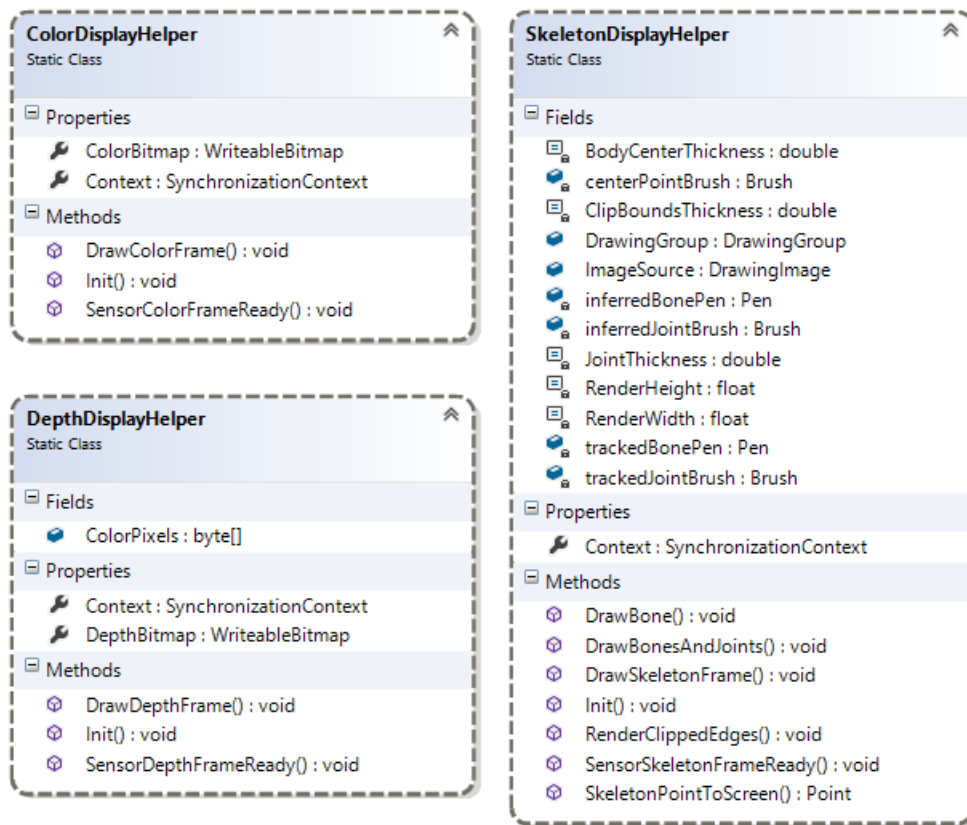 ColorDisplayHelper
Static Class
Properties
ColorBitmap : WriteableBitmap
Context : SynchronizationContext
Methods
DrawColorFrame() : void
Init() : void
SensorColorFrameReady() : void
DepthDisplayHelper
Static Class
Fields
ColorPixels : byte[]
Properties
Context : SynchronizationContext
DepthBitmap : WriteableBitmap
Methods
DrawDepthFrame() : void
Init() : void
SensorDepthFrameReady() : void
SkeletonDisplayHelper
Static Class
Fields
BodyCenterThickness : double
centerPointBrush : Brush
ClipBoundsThickness : double
DrawingGroup : DrawingGroup
ImageSource : DrawingImage
inferredBonePen : Pen
inferredJointBrush : Brush
JointThickness : double
RenderHeight : float
RenderWidth : float
trackedBonePen : Pen
trackedJointBrush : Brush
Properties
Context : SynchronizationContext
Methods
DrawBone() : void
DrawBonesAndJoints() : void
DrawSkeletonFrame() : void
Init() : void
RenderClippedEdges() : void
SensorSkeletonFrameReady() : void
SkeletonPointToScreen() : Point